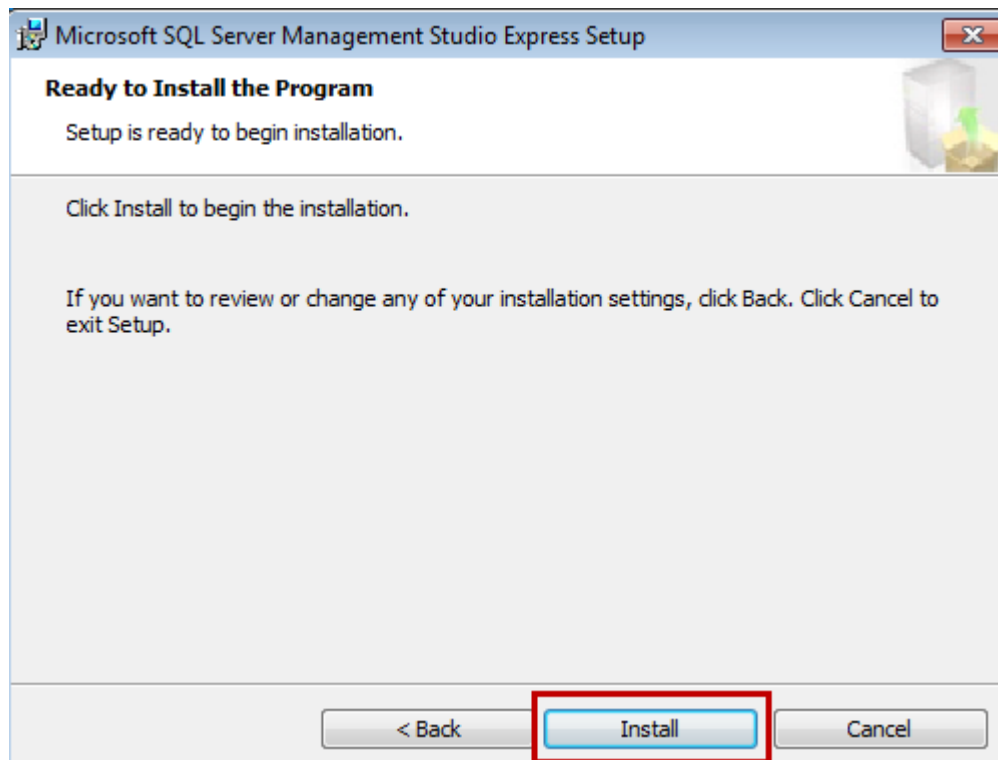 Microsoft SQL Server Management Studio Express Setup
Ready to Install the Program
Setup is ready to begin installation.
Click Install to begin the installation.
If you want to review or change any of your installation settings, click Back. Click Cancel to
exit Setup.
< Back Install Cancel